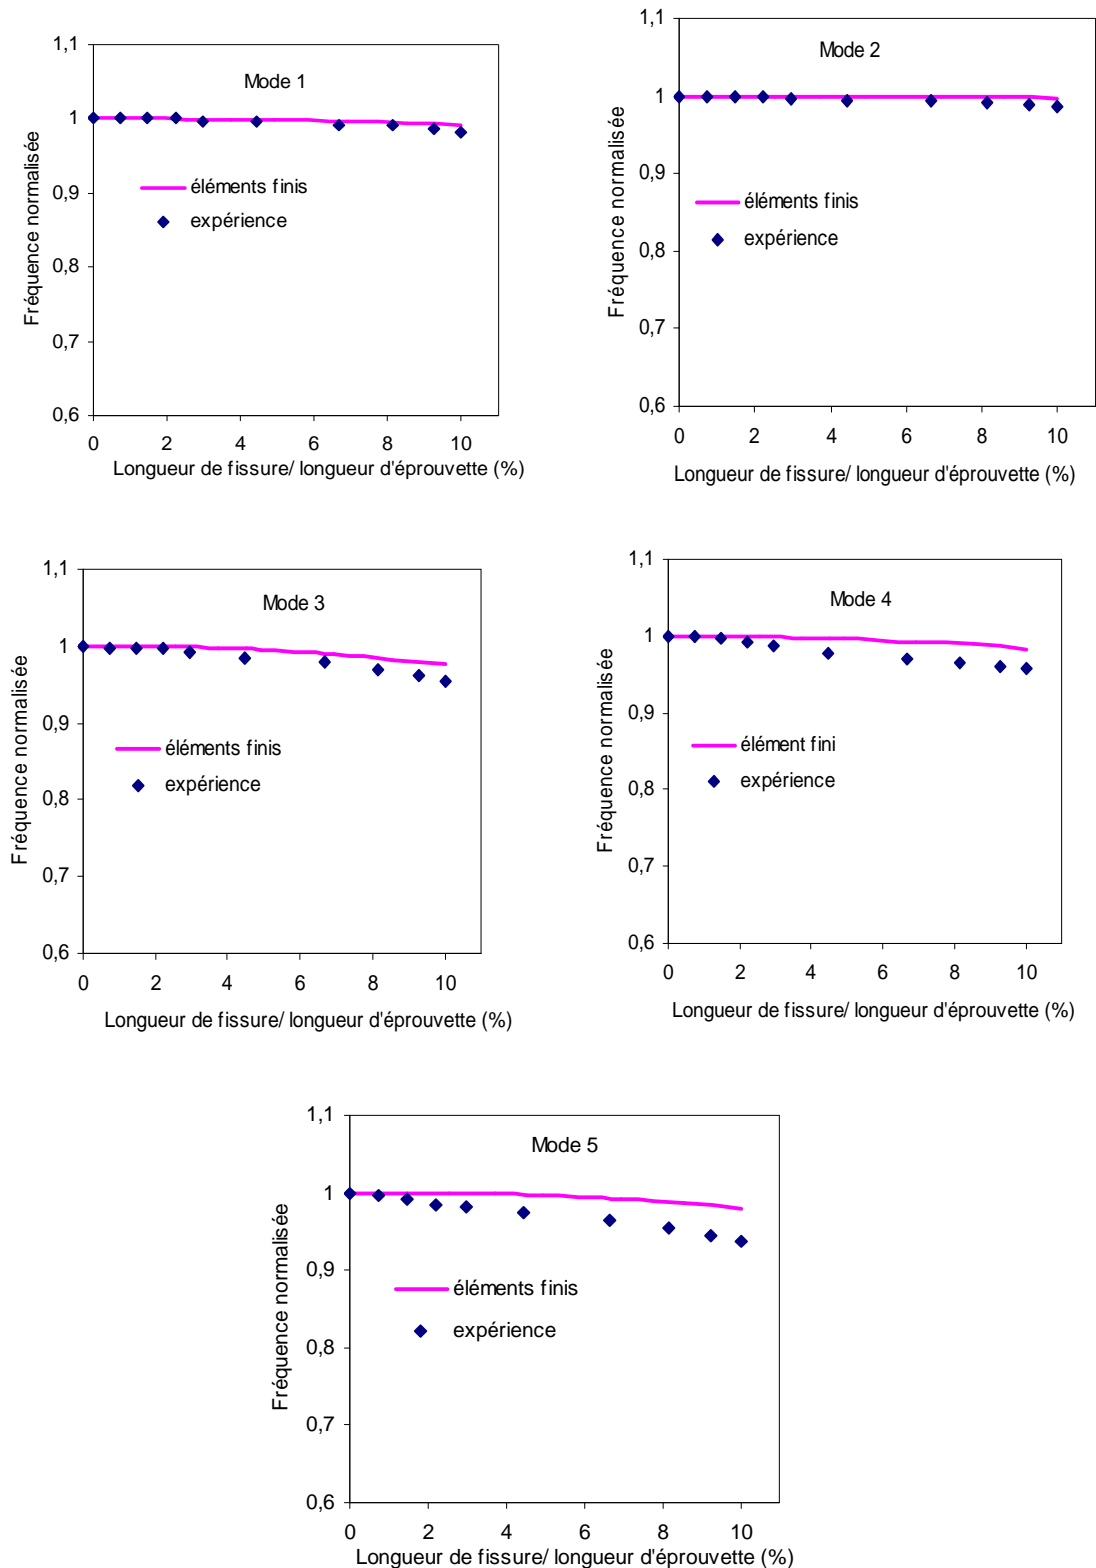 1,1
Mode 1
1
0,9
0,8
0,7
0,6
Fréquence normalisée
éléments finis
expérience
0 2 4 6 8 10
Longueur de fissure/ longueur d'éprouvette (%)
1,1
Mode 2
1
0,9
0,8
0,7
0,6
Fréquence normalisée
éléments finis
expérience
0 2 4 6 8 10
Longueur de fissure/ longueur d'éprouvette (%)
1,1
Mode 3
1
0,9
0,8
0,7
0,6
Fréquence normalisée
éléments finis
expérience
0 2 4 6 8 10
Longueur de fissure/ longueur d'éprouvette (%)
1,1
Mode 4
1
0,9
0,8
0,7
0,6
Fréquence normalisée
élément fini
expérience
0 2 4 6 8 10
Longueur de fissure/ longueur d'éprouvette (%)
1,1
Mode 5
1
0,9
0,8
0,7
0,6
Fréquence normalisée
éléments finis
expérience
0 2 4 6 8 10
Longueur de fissure/ longueur d'éprouvette (%)